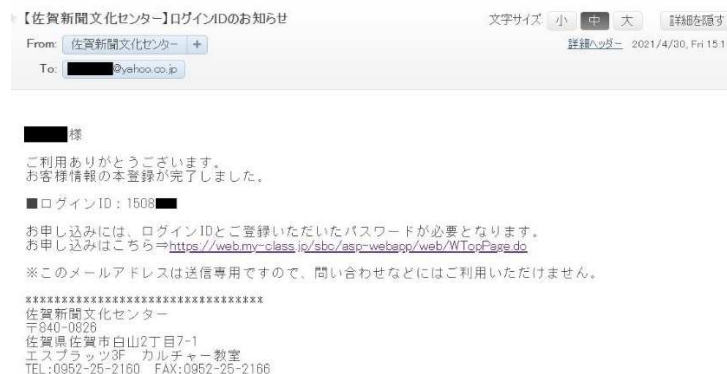 【佐賀新聞文化センター】ログインIDのお知らせ
文字サイズ 小 中 大 詳細を隠す
From: 佐賀新聞文化センター +
詳細ヘッダー 2021/4/30, Fri 15:1
To: @yahoo.co.jp
様
ご利用ありがとうございます。
お客様情報の本登録が完了しました。
■ログインID:1508
お申し込みには、ログインIDとご登録いただいたパスワードが必要となります。
お申し込みはこちら⇒https://web.my-class.jp/sbc/asp-webapp/web/WTopPage.do
※このメールアドレスは送信専用ですので、問い合わせなどにはご利用いただけません。
*********************************
佐賀新聞文化センター
〒840-0826
佐賀県佐賀市白山2丁目7-1
エスプラッツ3F カルチャー教室
TEL:0952-25-2160 FAX:0952-25-2166